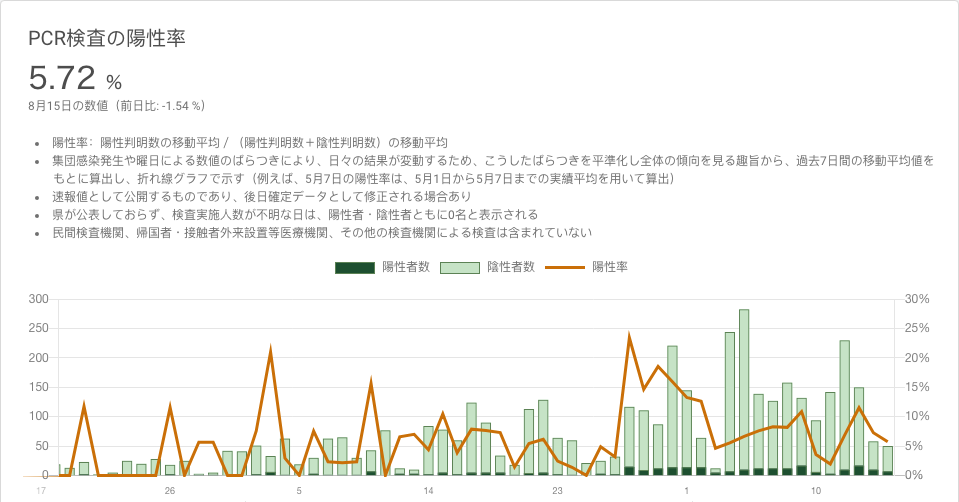 PCR検査の陽性率
5.72 %
8月15日の数値（前日比: -1.54 %）
• 陽性率：陽性判明数の移動平均 / （陽性判明数＋陰性判明数）の移動平均
• 集団感染発生や曜日による数値のばらつきにより、日々の結果が変動するため、こうしたばらつきを平準化し全体の傾向を見る趣旨から、過去7日間の移動平均値を
もとに算出し、折れ線グラフで示す（例えば、5月7日の陽性率は、5月1日から5月7日までの実績平均を用いて算出）
• 速報値として公開するものであり、後日確定データとして修正される場合あり
• 県が公表しておらず、検査実施人数が不明な日は、陽性者・陰性者ともに0名と表示される
• 民間検査機関、帰国者・接触者外来設置等医療機関、その他の検査機関による検査は含まれていない
陽性者数 陰性者数 陽性率
300 30%
250 25%
200 20%
150 15%
100 10%
50 5%
0 0%
17 26 5 14 23 1 10